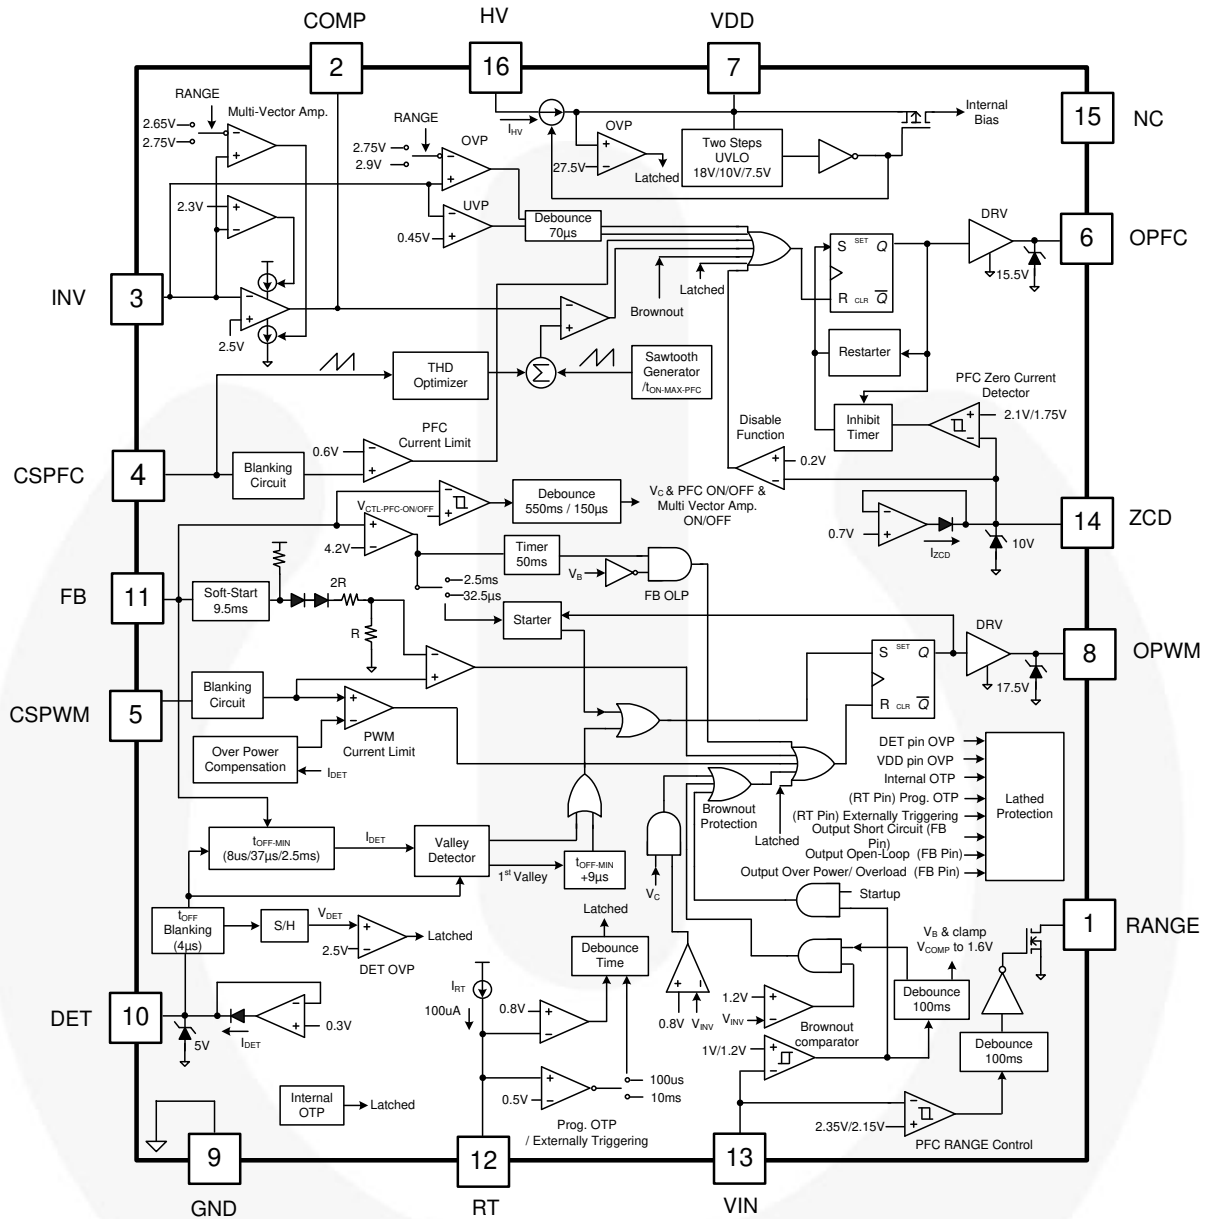 COMP
HV
VDD
2
16
7
RANGE
Multi-Vector Amp.
2.65V
2.75V
RANGE
OVP
2.75V
2.9V
I_HV
OVP
27.5V
Latched
Two Steps
UVLO
18V/10V/7.5V
Internal
Bias
15
NC
2.3V
UVP
0.45V
Debounce
70µs
S
SET
Q
R
CLR
Q
DRV
15.5V
6
OPFC
INV
3
2.5V
Brownout
Latched
THD
Optimizer
Σ
Sawtooth
Generator
/t_ON-MAX-PFC
Restarter
PFC Zero Current
Detector
Inhibit
Timer
2.1V/1.75V
CSPFC
4
Blanking
Circuit
0.6V
PFC
Current Limit
Disable
Function
0.2V
V_CTL-PFC-ON/OFF
Debounce
550ms / 150µs
V_C & PFC ON/OFF &
Multi Vector Amp.
ON/OFF
4.2V
0.7V
I_ZCD
10V
14
ZCD
Timer
50ms
V_B
FB OLP
FB
11
Soft-Start
9.5ms
2R
R
2.5ms
32.5µs
Starter
S
SET
Q
R
CLR
Q
DRV
17.5V
8
OPWM
CSPWM
5
Blanking
Circuit
Over Power
Compensation
I_DET
PWM
Current Limit
Brownout
Protection
Latched
DET pin OVP
VDD pin OVP
Internal OTP
(RT Pin) Prog. OTP
(RT Pin) Externally Triggering
Output Short Circuit (FB
Pin)
Output Open-Loop (FB Pin)
Output Over Power/ Overload (FB Pin)
Lathed
Protection
t_OFF-MIN
(8us/37µs/2.5ms)
I_DET
Valley
Detector
1st Valley
t_OFF-MIN
+9µs
V_C
Startup
t_OFF
Blanking
(4µs)
S/H
V_DET
2.5V
Latched
DET OVP
Latched
Debounce
Time
V_B & clamp
V_COMP to 1.6V
1
RANGE
DET
10
5V
I_DET
0.3V
I_RT
100uA
0.8V
0.8V
V_INV
1.2V
V_INV
Debounce
100ms
Brownout
comparator
1V/1.2V
Debounce
100ms
0.5V
100us
10ms
Prog. OTP
/ Externally Triggering
Internal
OTP
Latched
2.35V/2.15V
PFC RANGE Control
9
12
13
GND
RT
VIN